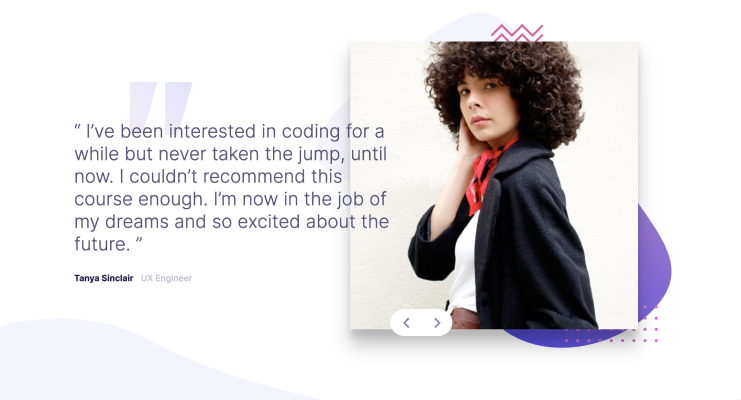 “ I’ve been interested in coding for a
while but never taken the jump, until
now. I couldn’t recommend this
course enough. I’m now in the job of
my dreams and so excited about the
future. ”
Tanya Sinclair UX Engineer